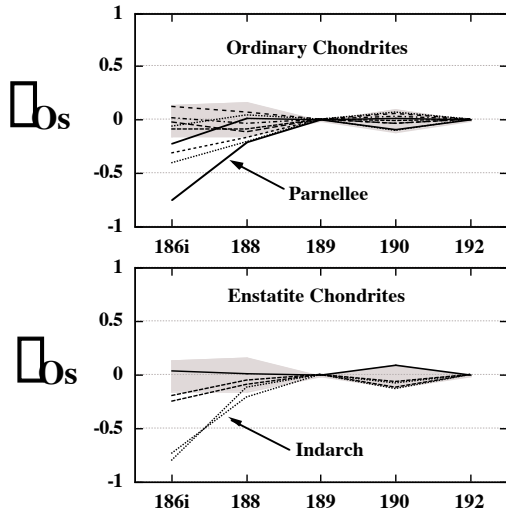 1
Ordinary Chondrites
0.5
□Os
0
-0.5
Parnellee
-1
186i 188 189 190 192
1
Enstatite Chondrites
0.5
□Os
0
-0.5
Indarch
-1
186i 188 189 190 192